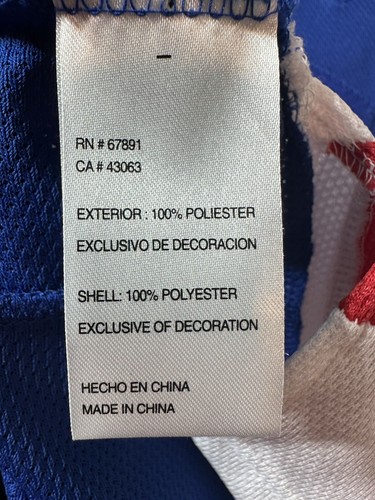 -
RN # 67891
CA # 43063
EXTERIOR : 100% POLIESTER
EXCLUSIVO DE DECORACION
SHELL: 100% POLYESTER
EXCLUSIVE OF DECORATION
HECHO EN CHINA
MADE IN CHINA